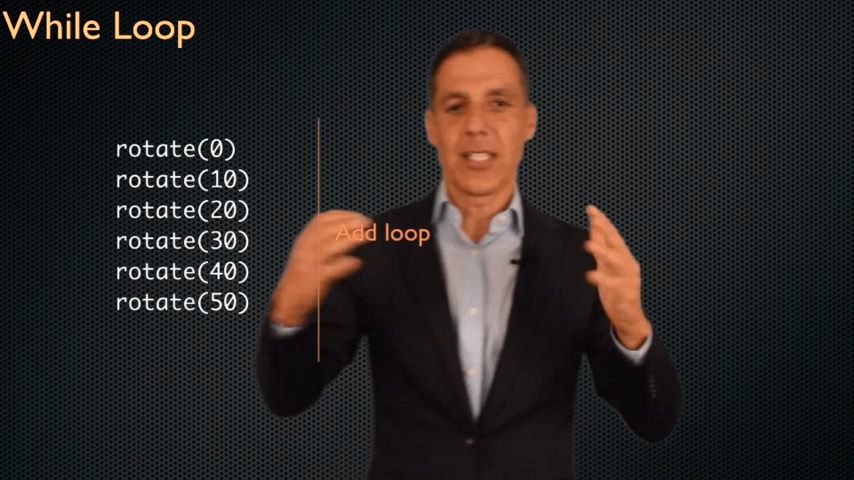 While Loop
rotate(0)
rotate(10)
rotate(20)
rotate(30)
rotate(40)
rotate(50)
Add loop